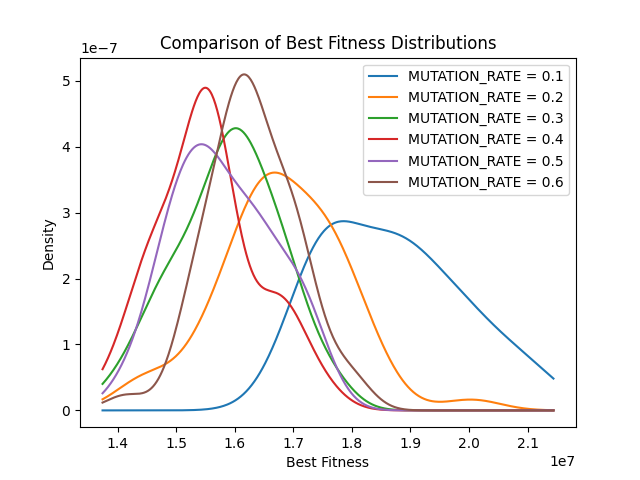 Comparison of Best Fitness Distributions
1e−7
MUTATION_RATE = 0.1
MUTATION_RATE = 0.2
MUTATION_RATE = 0.3
MUTATION_RATE = 0.4
MUTATION_RATE = 0.5
MUTATION_RATE = 0.6
5
4
3
2
1
0
Density
1.4 1.5 1.6 1.7 1.8 1.9 2.0 2.1
Best Fitness
1e7